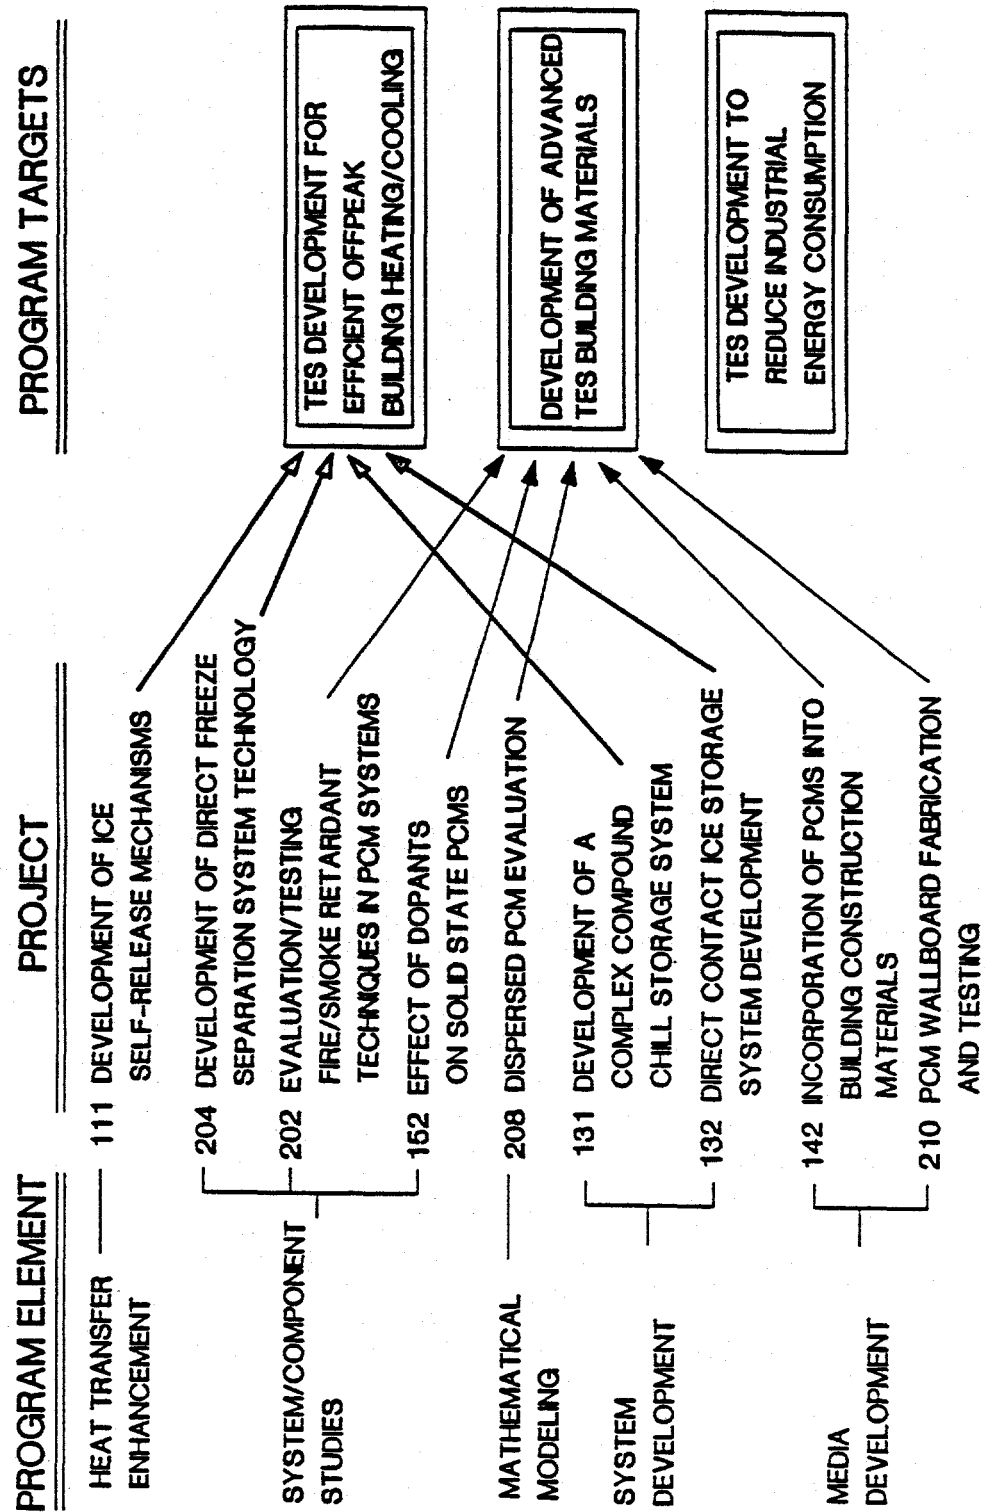 PROGRAM ELEMENT
HEAT TRANSFER
ENHANCEMENT
SYSTEM/COMPONENT
STUDIES
MATHEMATICAL
MODELING
SYSTEM
DEVELOPMENT
MEDIA
DEVELOPMENT
PROJECT
111 DEVELOPMENT OF ICE
SELF-RELEASE MECHANISMS
204 DEVELOPMENT OF DIRECT FREEZE
SEPARATION SYSTEM TECHNOLOGY
202 EVALUATION/TESTING
FIRE/SMOKE RETARDANT
TECHNIQUES IN PCM SYSTEMS
152 EFFECT OF DOPANTS
ON SOLID STATE PCMS
208 DISPERSED PCM EVALUATION
131 DEVELOPMENT OF A
COMPLEX COMPOUND
CHILL STORAGE SYSTEM
132 DIRECT CONTACT ICE STORAGE
SYSTEM DEVELOPMENT
142 INCORPORATION OF PCMS INTO
BUILDING CONSTRUCTION
MATERIALS
210 PCM WALLBOARD FABRICATION
AND TESTING
PROGRAM TARGETS
TES DEVELOPMENT FOR
EFFICIENT OFFPEAK
BUILDING HEATING/COOLING
DEVELOPMENT OF ADVANCED
TES BUILDING MATERIALS
TES DEVELOPMENT TO
REDUCE INDUSTRIAL
ENERGY CONSUMPTION